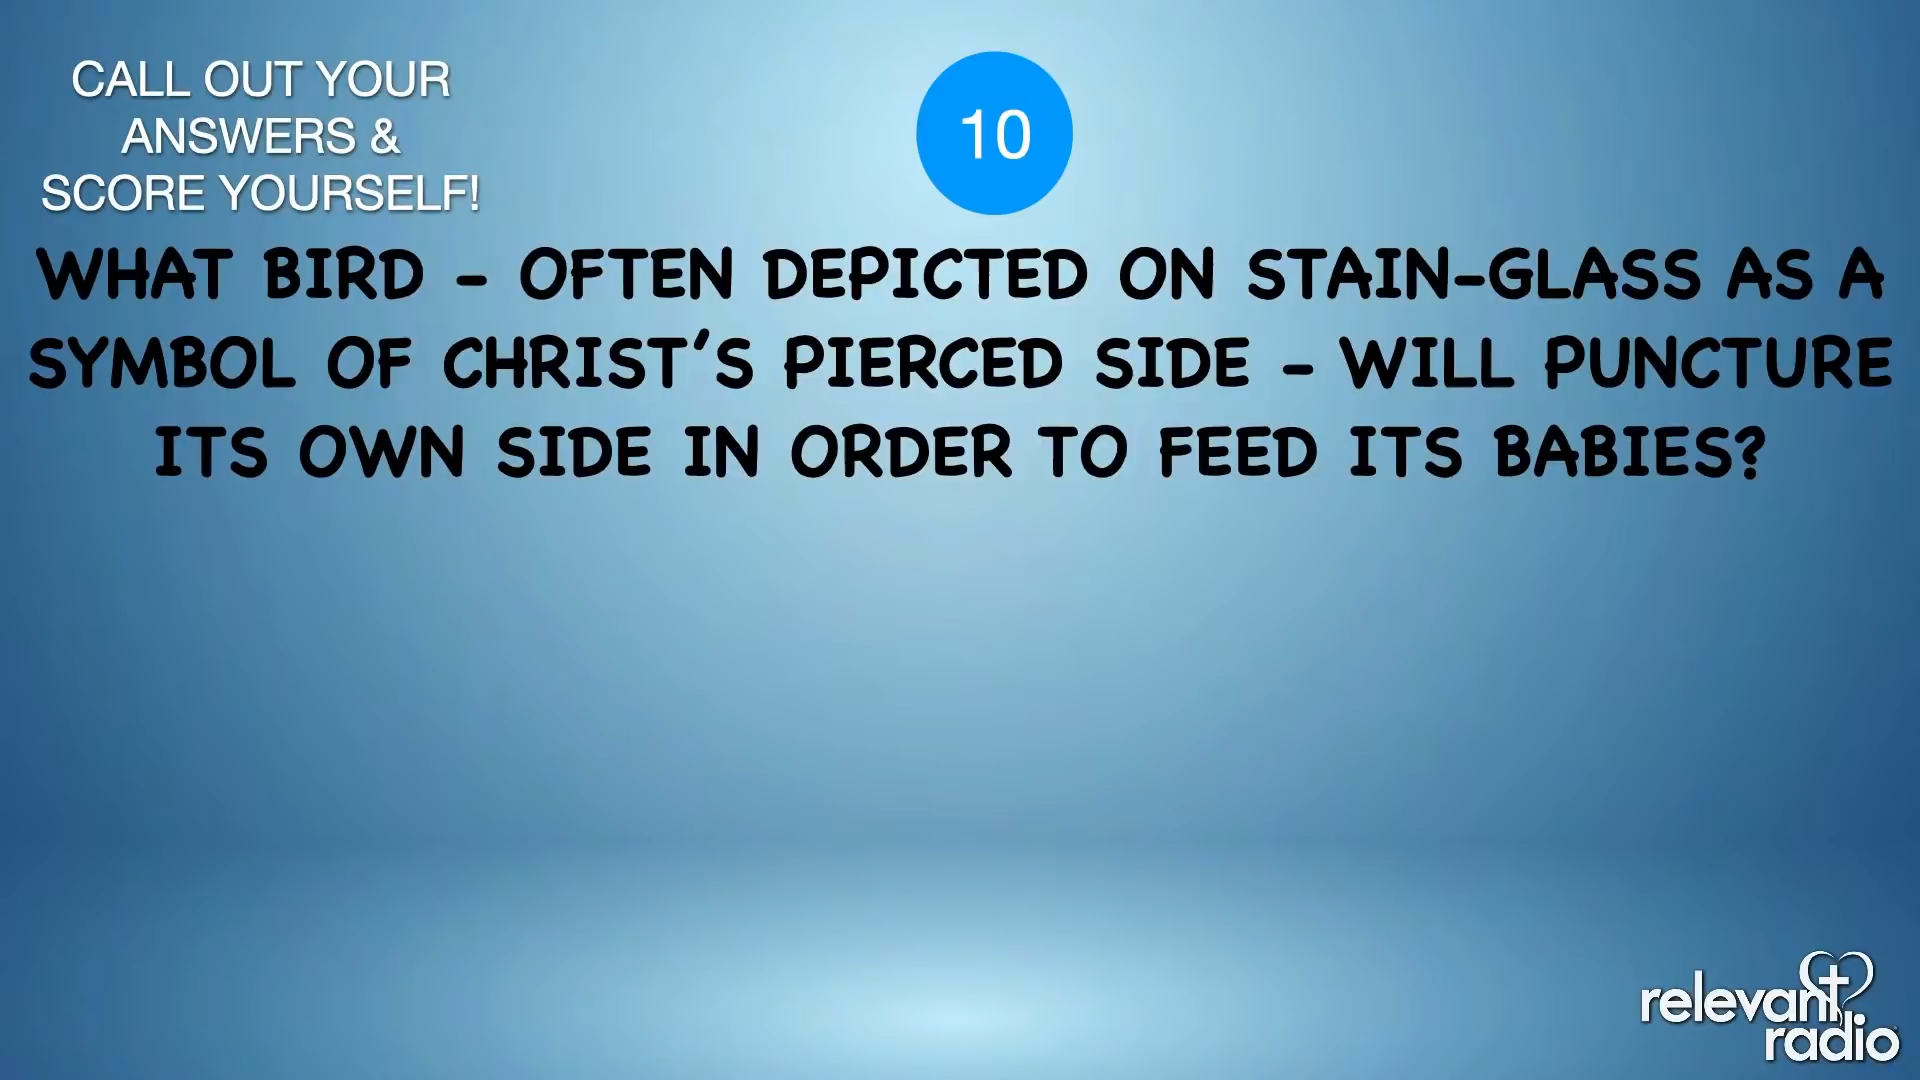 CALL OUT YOUR
ANSWERS &
SCORE YOURSELF!
10
WHAT BIRD - OFTEN DEPICTED ON STAIN-GLASS AS A
SYMBOL OF CHRIST'S PIERCED SIDE - WILL PUNCTURE
ITS OWN SIDE IN ORDER TO FEED ITS BABIES?
relevant
radio